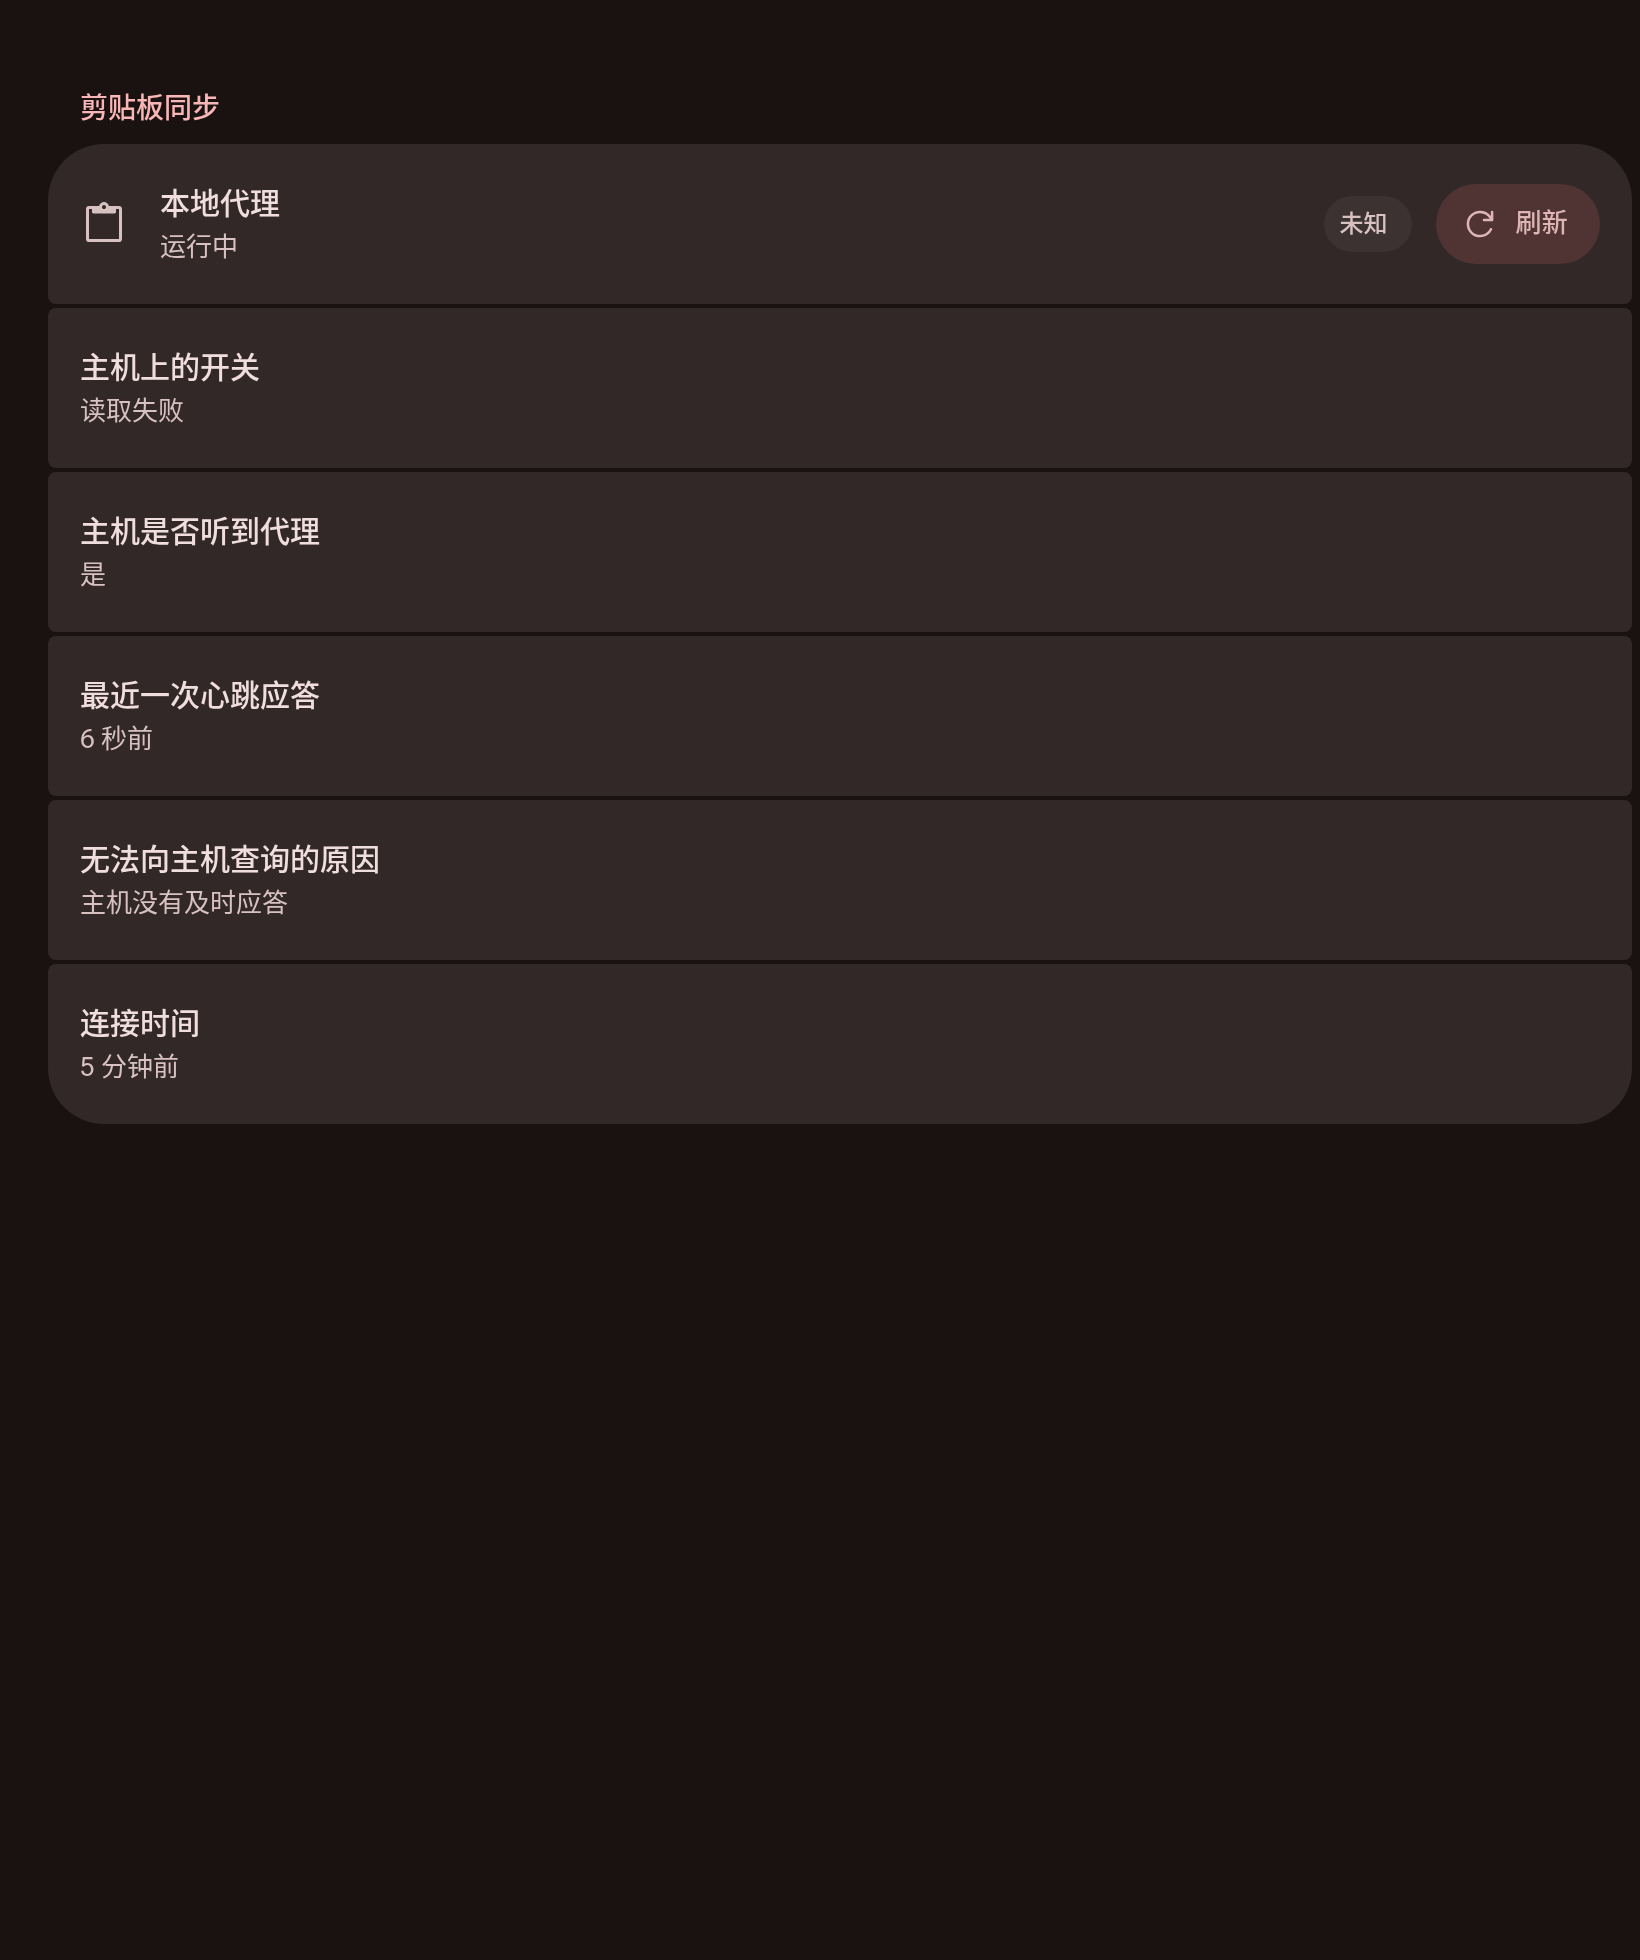 剪贴板同步
本地代理
运行中
未知
刷新
主机上的开关
读取失败
主机是否听到代理
是
最近一次心跳应答
6 秒前
无法向主机查询的原因
主机没有及时应答
连接时间
5 分钟前